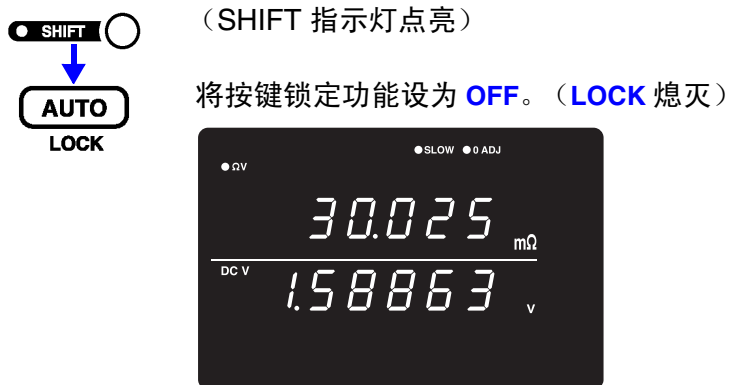 SHIFT
（SHIFT 指示灯点亮）
AUTO
LOCK
将按键锁定功能设为 OFF。（LOCK 熄灭）
●SLOW ●0 ADJ
●ΩV
30.025 mΩ
DC V
1.58863 V